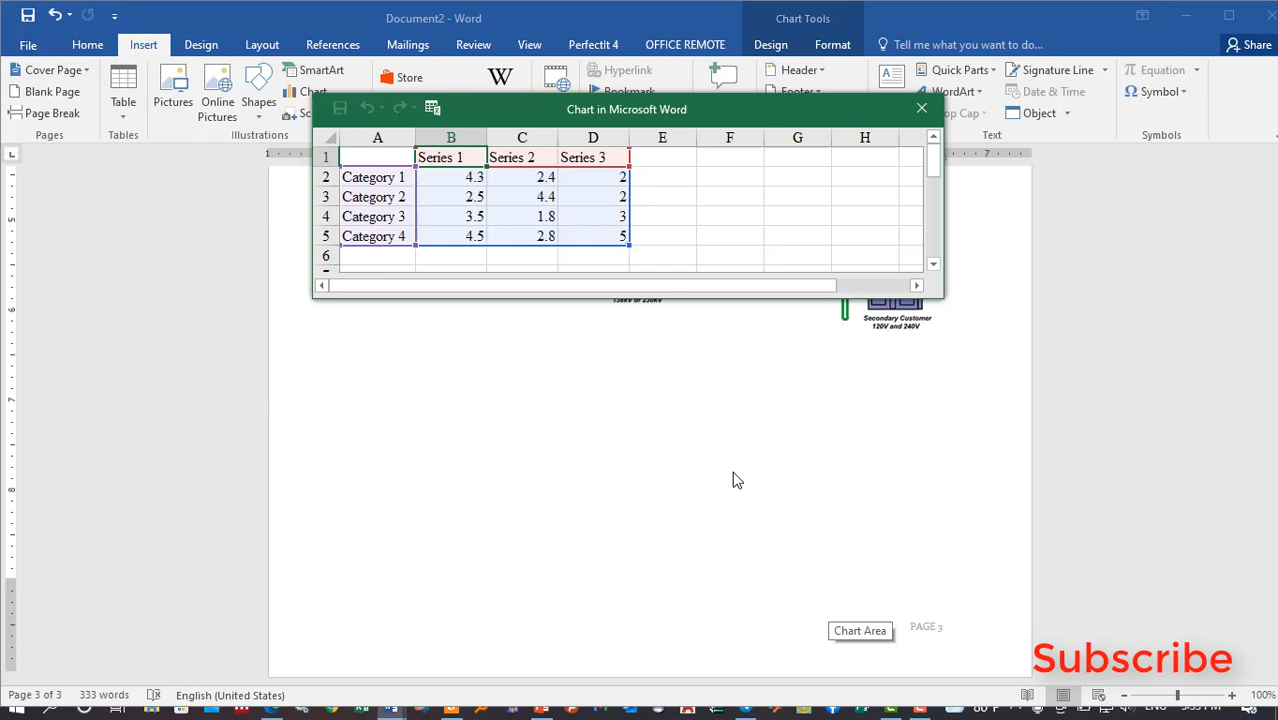 Document2 - Word
Chart Tools
File
Home
Insert
Design
Layout
References
Mailings
Review
View
PerfectIt 4
OFFICE REMOTE
Design
Format
Tell me what you want to do...
Share
Cover Page
Blank Page
Page Break
Pages
Table
Tables
Pictures
Online Pictures
Shapes
SmartArt
Chart
Illustrations
Store
W
Hyperlink
Bookmark
Header
Footer
Quick Parts
WordArt
Cap
Signature Line
Date & Time
Object
Text
Equation
Symbol
Symbols
Chart in Microsoft Word
A B C D E F G H
1 Series 1 Series 2 Series 3
2 Category 1 4.3 2.4 2
3 Category 2 2.5 4.4 2
4 Category 3 3.5 1.8 3
5 Category 4 4.5 2.8 5
6
138kV or 230kV
Secondary Customer
120V and 240V
Chart Area
PAGE 3
Subscribe
Page 3 of 3
333 words
English (United States)
100%